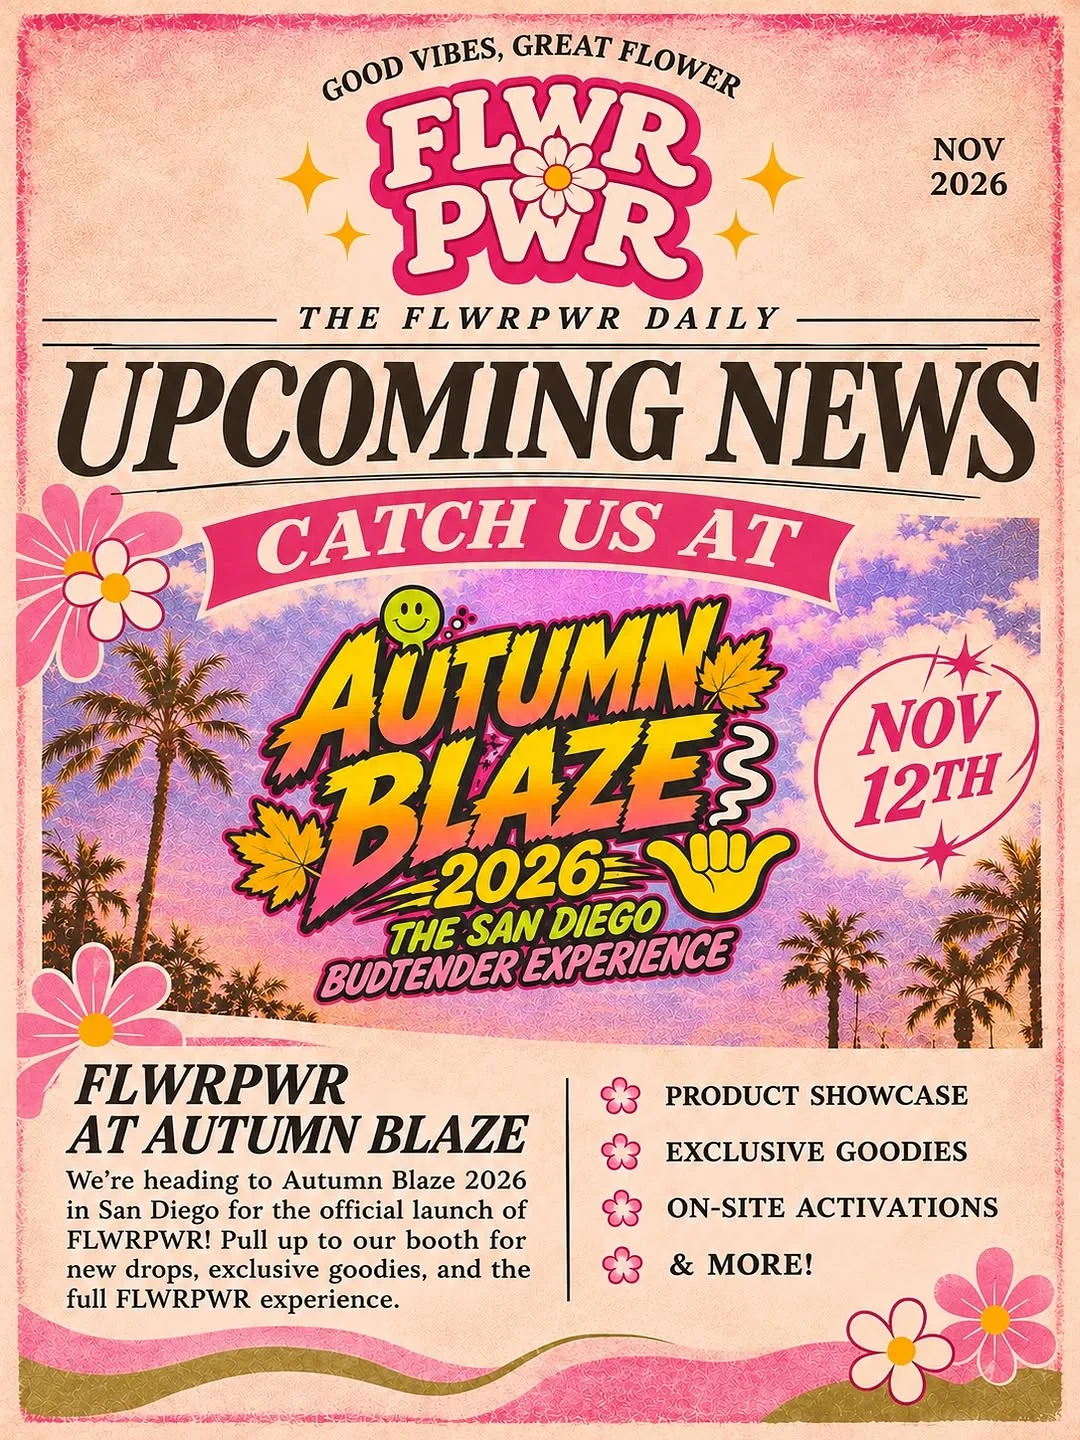 GOOD VIBES, GREAT FLOWER
FLWR
PWR
NOV
2026
THE FLWRPWR DAILY
UPCOMING NEWS
CATCH US AT
AUTUMN
BLAZE
2026
THE SAN DIEGO
BUDTENDER EXPERIENCE
NOV
12TH
FLWRPWR
AT AUTUMN BLAZE
We’re heading to Autumn Blaze 2026
in San Diego for the official launch of
FLWRPWR! Pull up to our booth for
new drops, exclusive goodies, and the
full FLWRPWR experience.
PRODUCT SHOWCASE
EXCLUSIVE GOODIES
ON-SITE ACTIVATIONS
& MORE!